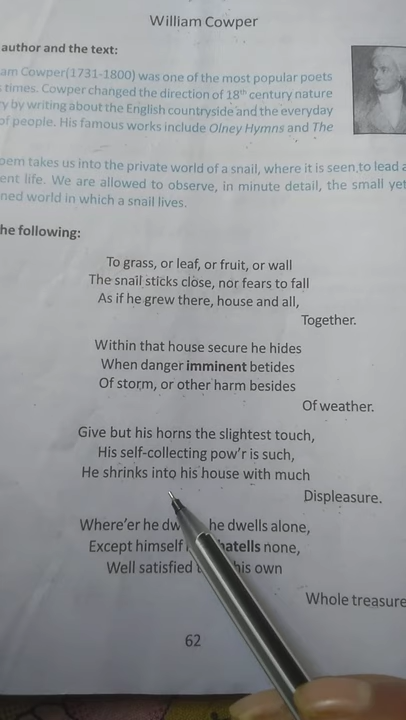 William Cowper
author and the text:
am Cowper(1731-1800) was one of the most popular poets
times. Cowper changed the direction of 18th century nature
y by writing about the English countryside and the everyday
of people. His famous works include Olney Hymns and The
oem takes us into the private world of a snail, where it is seen to lead a
ent life. We are allowed to observe, in minute detail, the small yet
ned world in which a snail lives.
he following:
To grass, or leaf, or fruit, or wall
The snail sticks close, nor fears to fall
As if he grew there, house and all,
Together.
Within that house secure he hides
When danger imminent betides
Of storm, or other harm besides
Of weather.
Give but his horns the slightest touch,
His self-collecting pow'r is such,
He shrinks into his house with much
Displeasure.
Where'er he dw he dwells alone,
Except himself hatells none,
Well satisfied his own
Whole treasure
62